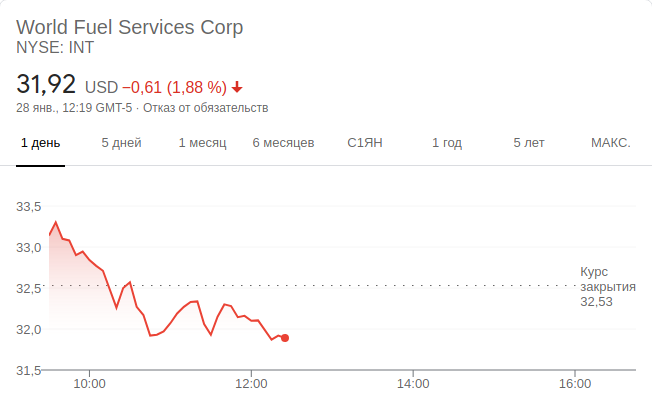 World Fuel Services Corp
NYSE: INT
31,92 USD −0,61 (1,88 %)
28 янв., 12:19 GMT-5 · Отказ от обязательств
1 день 5 дней 1 месяц 6 месяцев С1ЯН 1 год 5 лет МАКС.
33,5
33,0
Курс
32,5 закрытия
32,53
32,0
31,5
10:00 12:00 14:00 16:00